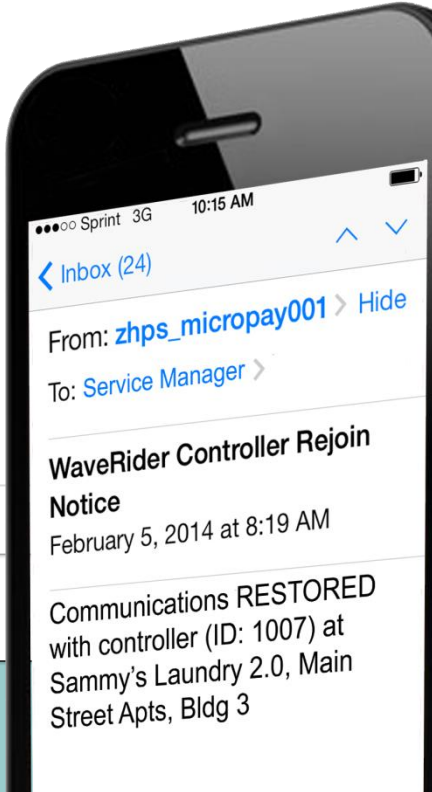 ●●●○○ Sprint 3G 10:15 AM
Inbox (24)
From: zhps_micropay001 Hide
To: Service Manager
WaveRider Controller Rejoin
Notice
February 5, 2014 at 8:19 AM
Communications RESTORED
with controller (ID: 1007) at
Sammy's Laundry 2.0, Main
Street Apts, Bldg 3